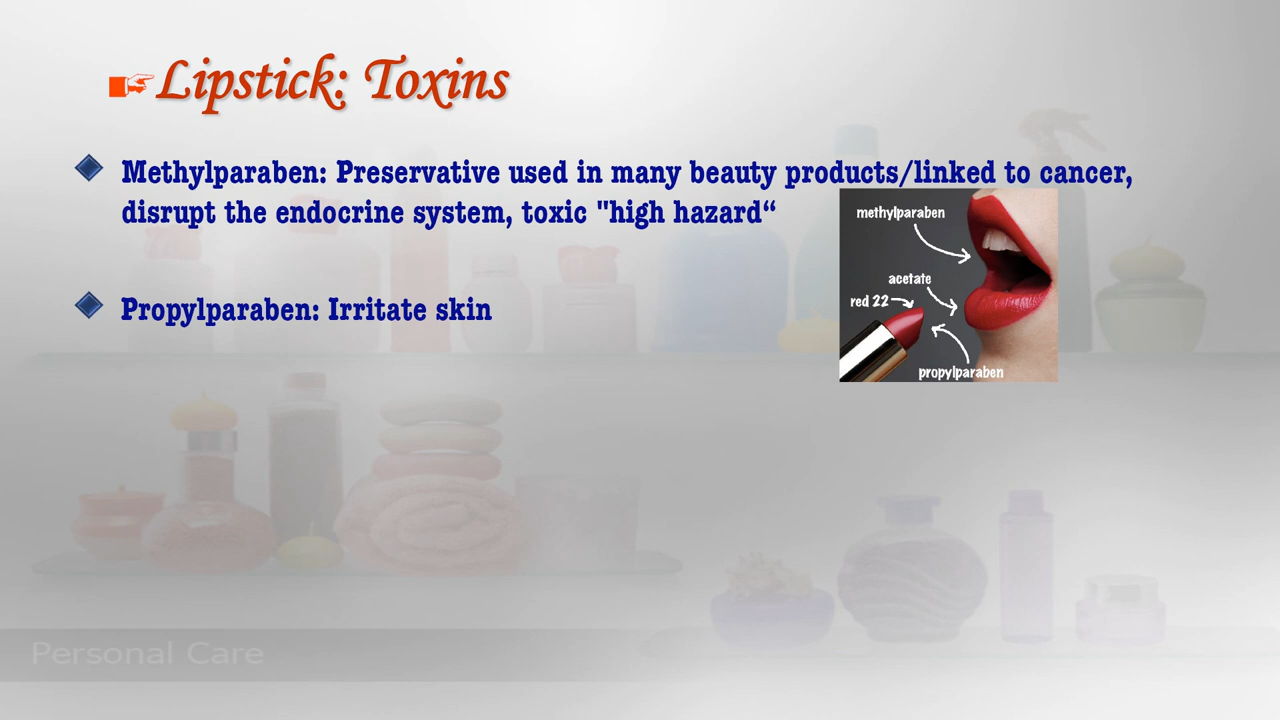 Lipstick: Toxins
Methylparaben: Preservative used in many beauty products/linked to cancer,
disrupt the endocrine system, toxic "high hazard“
methylparaben
acetate
red 22
propylparaben
Propylparaben: Irritate skin
Personal Care